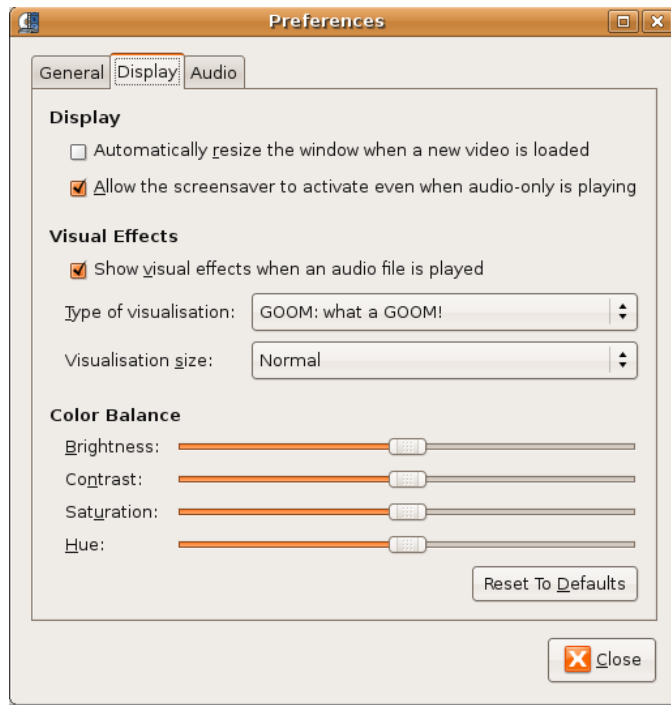 Preferences
General Display Audio
Display
Automatically resize the window when a new video is loaded
Allow the screensaver to activate even when audio-only is playing
Visual Effects
Show visual effects when an audio file is played
Type of visualisation: GOOM: what a GOOM!
Visualisation size: Normal
Color Balance
Brightness:
Contrast:
Saturation:
Hue:
Reset To Defaults
Close